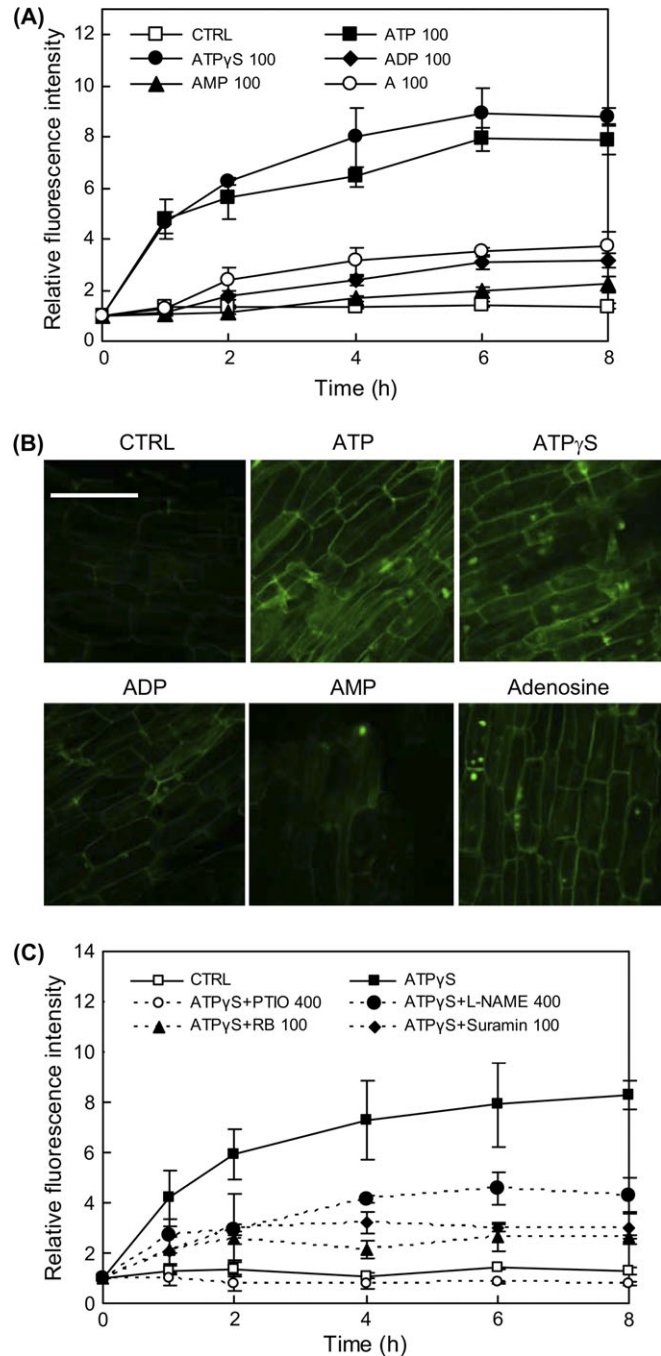 (A)
CTRL ATP 100
ATPγS 100 ADP 100
AMP 100 A 100
Relative fluorescence intensity
10
8
6
4
2
0
0 2 4 6 8
Time (h)
(B)
CTRL ATP ATPγS
ADP AMP Adenosine
(C)
CTRL ATPγS
ATPγS+PTIO 400 ATPγS+L-NAME 400
ATPγS+RB 100 ATPγS+Suramin 100
Relative fluorescence intensity
14
12
10
8
6
4
2
0
0 2 4 6 8
Time (h)